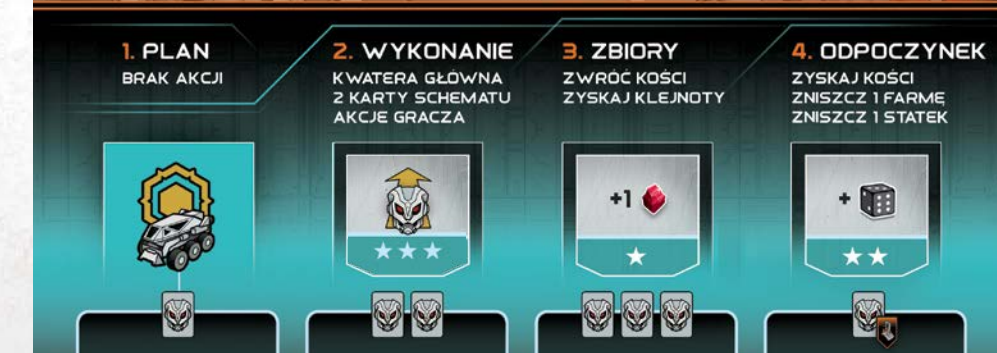 1. PLAN
BRAK AKCJI
2. WYKONANIE
KWATERA GŁÓWNA
2 KARTY SCHEMATU
AKCJE GRACZA
3. ZBIORY
ZWRÓĆ KOŚCI
ZYSKAJ KLEJNOTY
4. ODPOCZYNEK
ZYSKAJ KOŚCI
ZNISZCZ 1 FARMĘ
ZNISZCZ 1 STATEK
+1
+